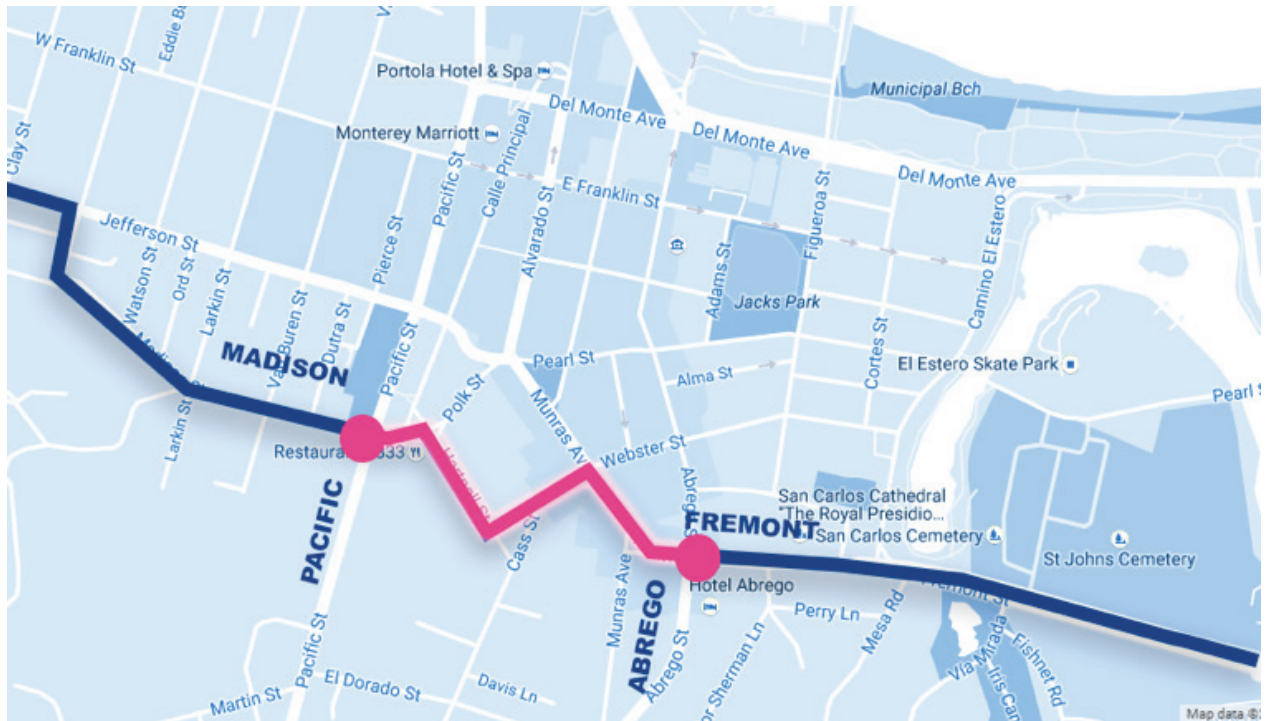 W Franklin St
Clay St
Portola Hotel & Spa
Monterey Marriott
Del Monte Ave
Del Monte Ave
Del Monte Ave
Municipal Bch
Pacific St
Calle Principal
Alvarado St
E Franklin St
Figueroa St
Camino El Estero
Jefferson St
Pierce St
Adams St
Jacks Park
Watson St
Ord St
Larkin St
Van Buren St
Dutra St
Pacific St
Pearl St
Alma St
Cortes St
El Estero Skate Park
Pearl S
MADISON
Polk St
Munras Ave
Webster St
Larkin St
Hartnell St
Cass St
San Carlos Cathedral
"The Royal Presidio...
San Carlos Cemetery
St Johns Cemetery
FREMONT
PACIFIC
ABREGO
Hotel Abrego
Munras Ave
Abrego St
Perry Ln
Mesa Rd
Fremont St
Via Mirada
Fishnet Rd
Pacific St
Martin St
El Dorado St
Davis Ln
Sherman Ln
Map data ©